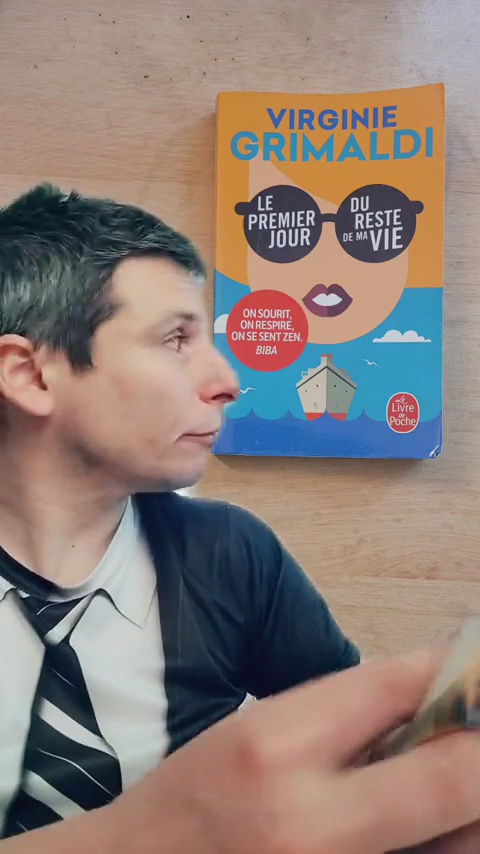 VIRGINIE
GRIMALDI
LE
PREMIER
JOUR
DU
RESTE
DE MA VIE
ON SOURIT,
ON RESPIRE,
ON SE SENT ZEN.
BIBA
Le
Livre
de
Poche